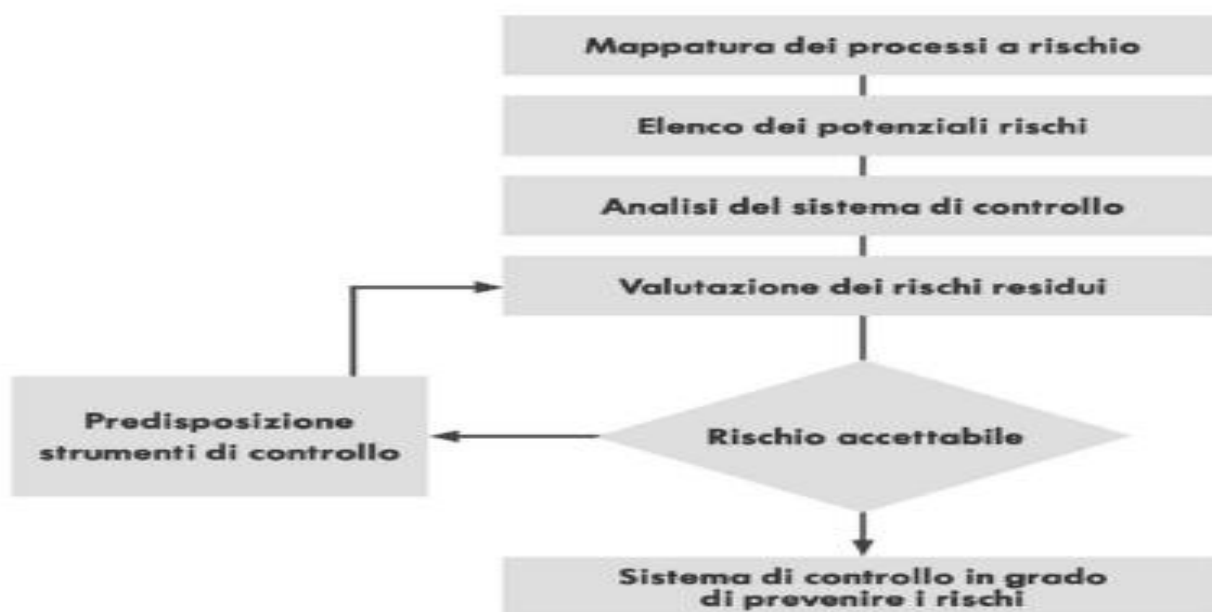 Mappatura dei processi a rischio
Elenco dei potenziali rischi
Analisi del sistema di controllo
Valutazione dei rischi residui
Predisposizione
strumenti di controllo
Rischio accettabile
Sistema di controllo in grado
di prevenire i rischi